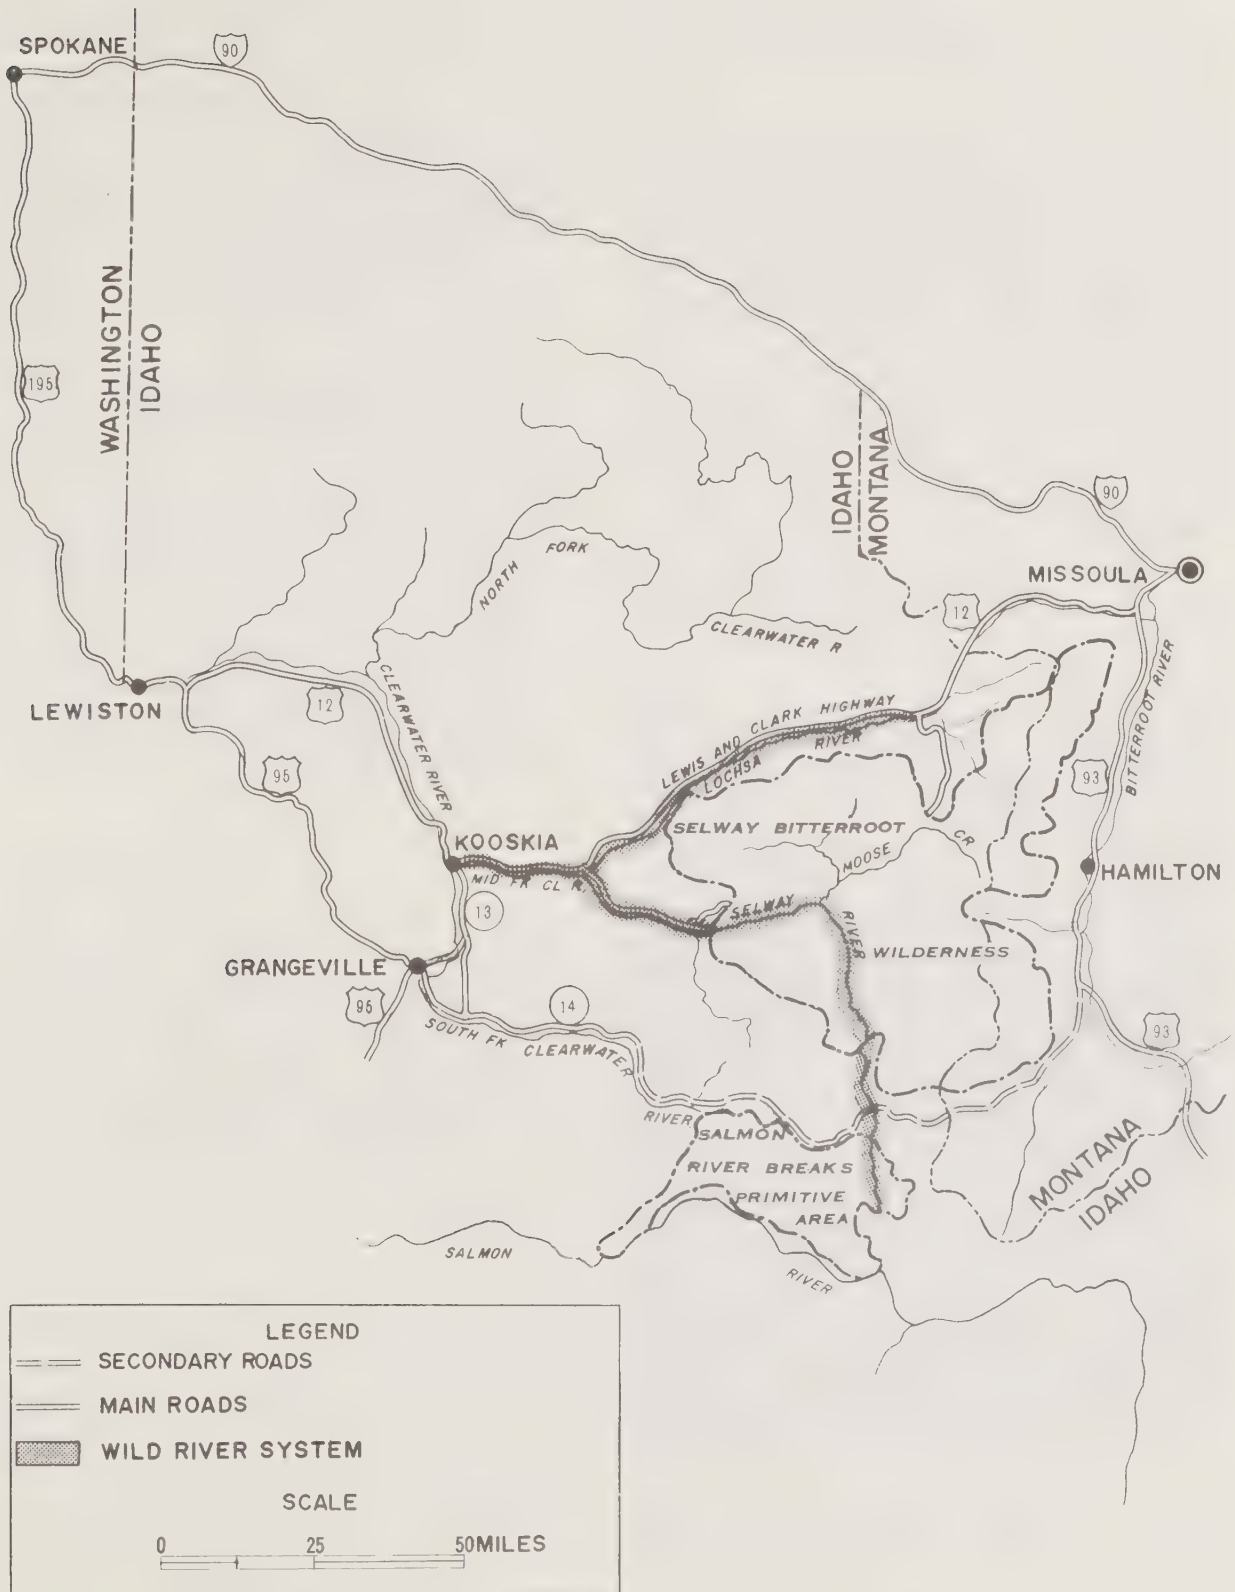 SPOKANE
90
WASHINGTON
IDAHO
195
IDAHO
MONTANA
90
NORTH
FORK
CLEARWATER R
MISSOULA
12
LEWISTON
12
CLEARWATER RIVER
LEWIS AND CLARK HIGHWAY
LOCHSA
RIVER
BITTERROOT RIVER
95
93
KOOSKIA
SELWAY BITTERROOT
MOOSE
CR
HAMILTON
MID FK CL R.
13
SELWAY
RIVER
WILDERNESS
GRANGEVILLE
95
14
SOUTH FK
CLEARWATER
RIVER
93
SALMON
RIVER BREAKS
PRIMITIVE
AREA
MONTANA
IDAHO
SALMON
RIVER
LEGEND
SECONDARY ROADS
MAIN ROADS
WILD RIVER SYSTEM
SCALE
0 25 50 MILES